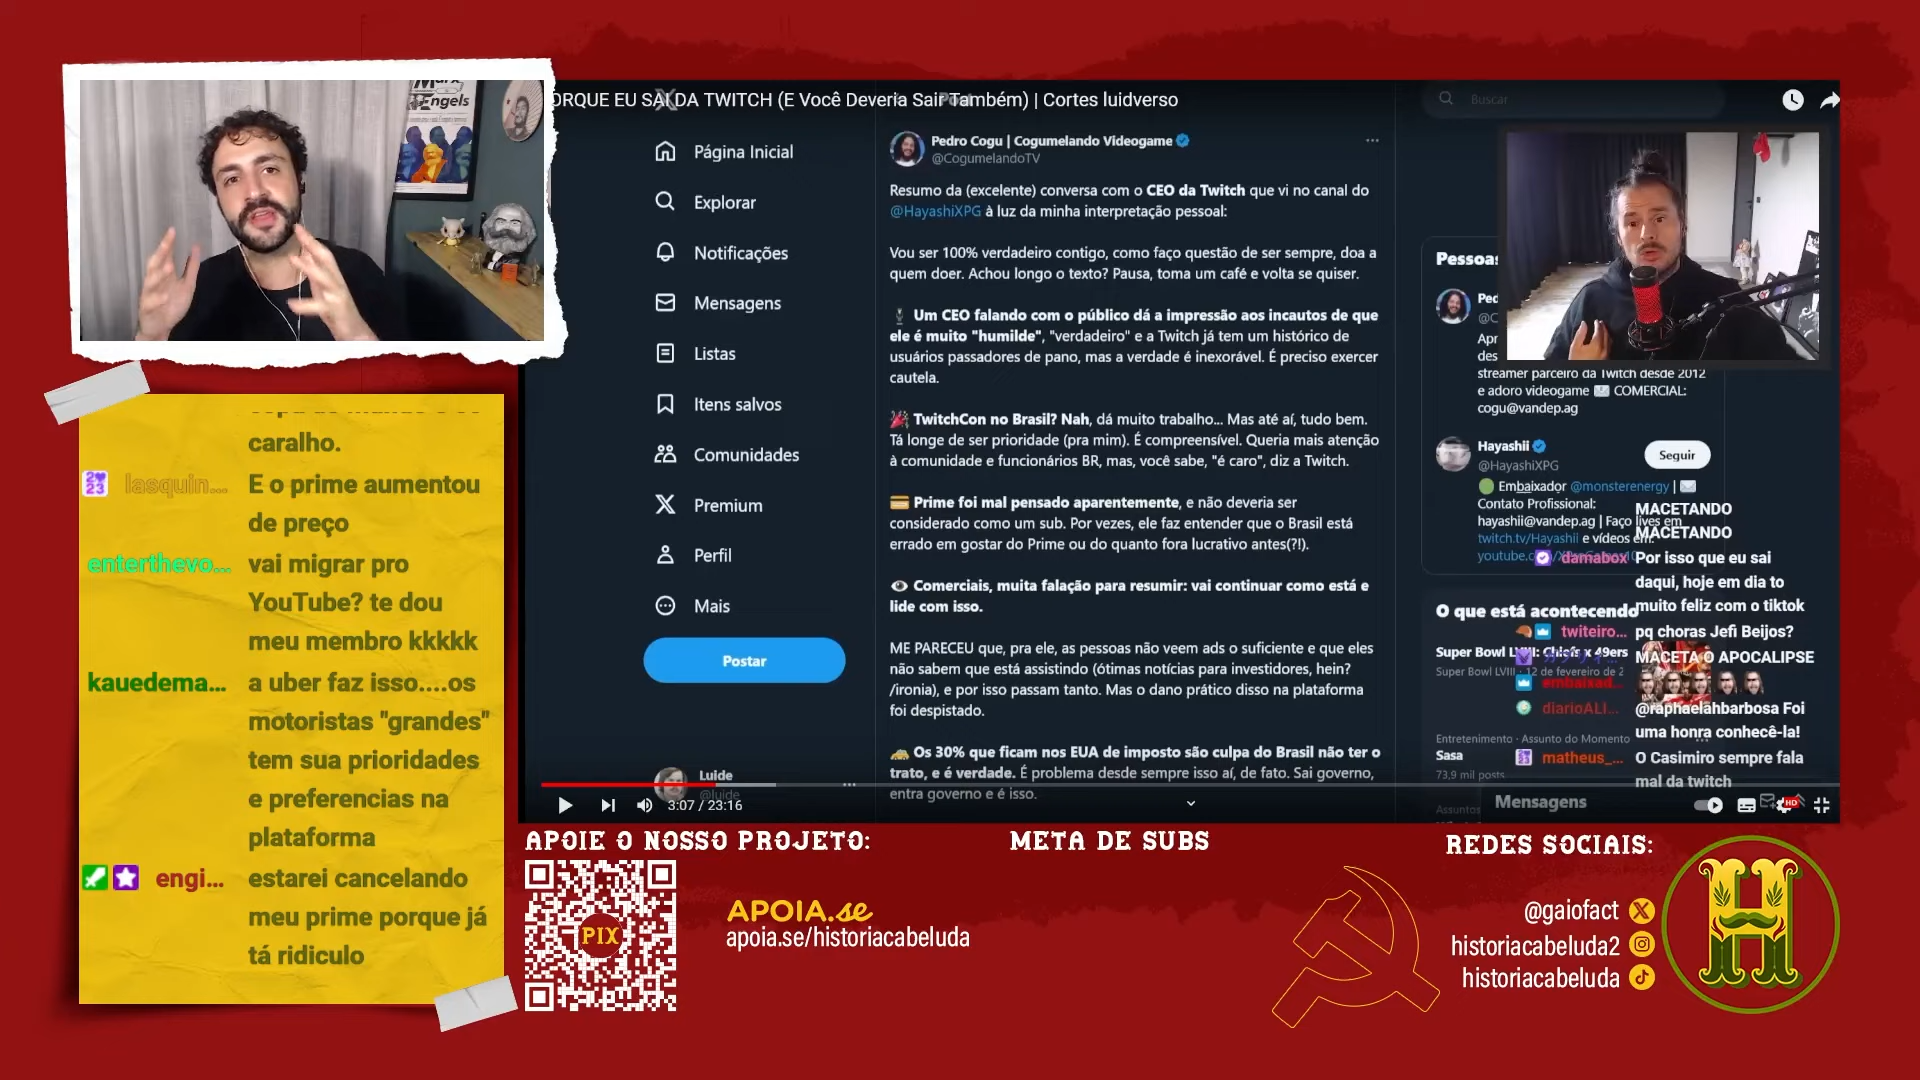 Marx
Engels
PORQUE EU SAÍ DA TWITCH (E Você Deveria Sair Também) | Cortes luidverso
Post
Buscar
Página Inicial
Explorar
Notificações
Mensagens
Listas
Itens salvos
Comunidades
Premium
Perfil
Mais
Postar
Luide
@luide
3:07 / 23:16
Pedro Cogu | Cogumelando Videogame
@CogumelandoTV
Resumo da (excelente) conversa com o CEO da Twitch que vi no canal do
@HayashiXPG à luz da minha interpretação pessoal:
Vou ser 100% verdadeiro contigo, como faço questão de ser sempre, doa a
quem doer. Achou longo o texto? Pausa, toma um café e volta se quiser.
Um CEO falando com o público dá a impressão aos incautos de que
ele é muito "humilde", "verdadeiro" e a Twitch já tem um histórico de
usuários passadores de pano, mas a verdade é inexorável. É preciso exercer
cautela.
TwitchCon no Brasil? Nah, dá muito trabalho... Mas até aí, tudo bem.
Tá longe de ser prioridade (pra mim). É compreensível. Queria mais atenção
à comunidade e funcionários BR, mas, você sabe, "é caro", diz a Twitch.
Prime foi mal pensado aparentemente, e não deveria ser
considerado como um sub. Por vezes, ele faz entender que o Brasil está
errado em gostar do Prime ou do quanto fora lucrativo antes(?!).
Comerciais, muita falação para resumir: vai continuar como está e
lide com isso.
ME PARECEU que, pra ele, as pessoas não veem ads o suficiente e que eles
não sabem que está assistindo (ótimas notícias para investidores, hein?
/ironia), e por isso passam tanto. Mas o dano prático disso na plataforma
foi despistado.
Os 30% que ficam nos EUA de imposto são culpa do Brasil não ter o
trato, e é verdade. É problema desde sempre isso aí, de fato. Sai governo,
entra governo e é isso.
Pessoas
Ped
@C
Apr
des
streamer parceiro da Twitch desde 2012
e adoro videogame COMERCIAL:
cogu@vandep.ag
Hayashii
@HayashiXPG
Seguir
Embaixador @monsterenergy |
Contato Profissional:
hayashii@vandep.ag | Faço lives em
twitch.tv/Hayashii e vídeos em:
O que está acontecendo
Super Bowl LVIII: Chiefs x 49ers
Super Bowl LVIII · 12 de fevereiro de 2
Entretenimento · Assunto do Momento
Sasa
73,9 mil posts
Assuntos
Mensagens
HD
MACETANDO
MACETANDO
damabox Por isso que eu sai
daqui, hoje em dia to
muito feliz com o tiktok
twiteiro... pq choras Jefi Beijos?
MACETA O APOCALIPSE
embaixad...
diarioALI... @raphaelahbarbosa Foi
uma honra conhecê-la!
matheus_... O Casimiro sempre fala
mal da twitch
caralho.
lasquin... E o prime aumentou
de preço
enterthevo... vai migrar pro
YouTube? te dou
meu membro kkkkk
kauedema... a uber faz isso....os
motoristas "grandes"
tem sua prioridades
e preferencias na
plataforma
engi... estarei cancelando
meu prime porque já
tá ridiculo
APOIE O NOSSO PROJETO:
PIX
APOIA.se
apoia.se/historiacabeluda
META DE SUBS
REDES SOCIAIS:
@gaiofact
historiacabeluda2
historiacabeluda
H